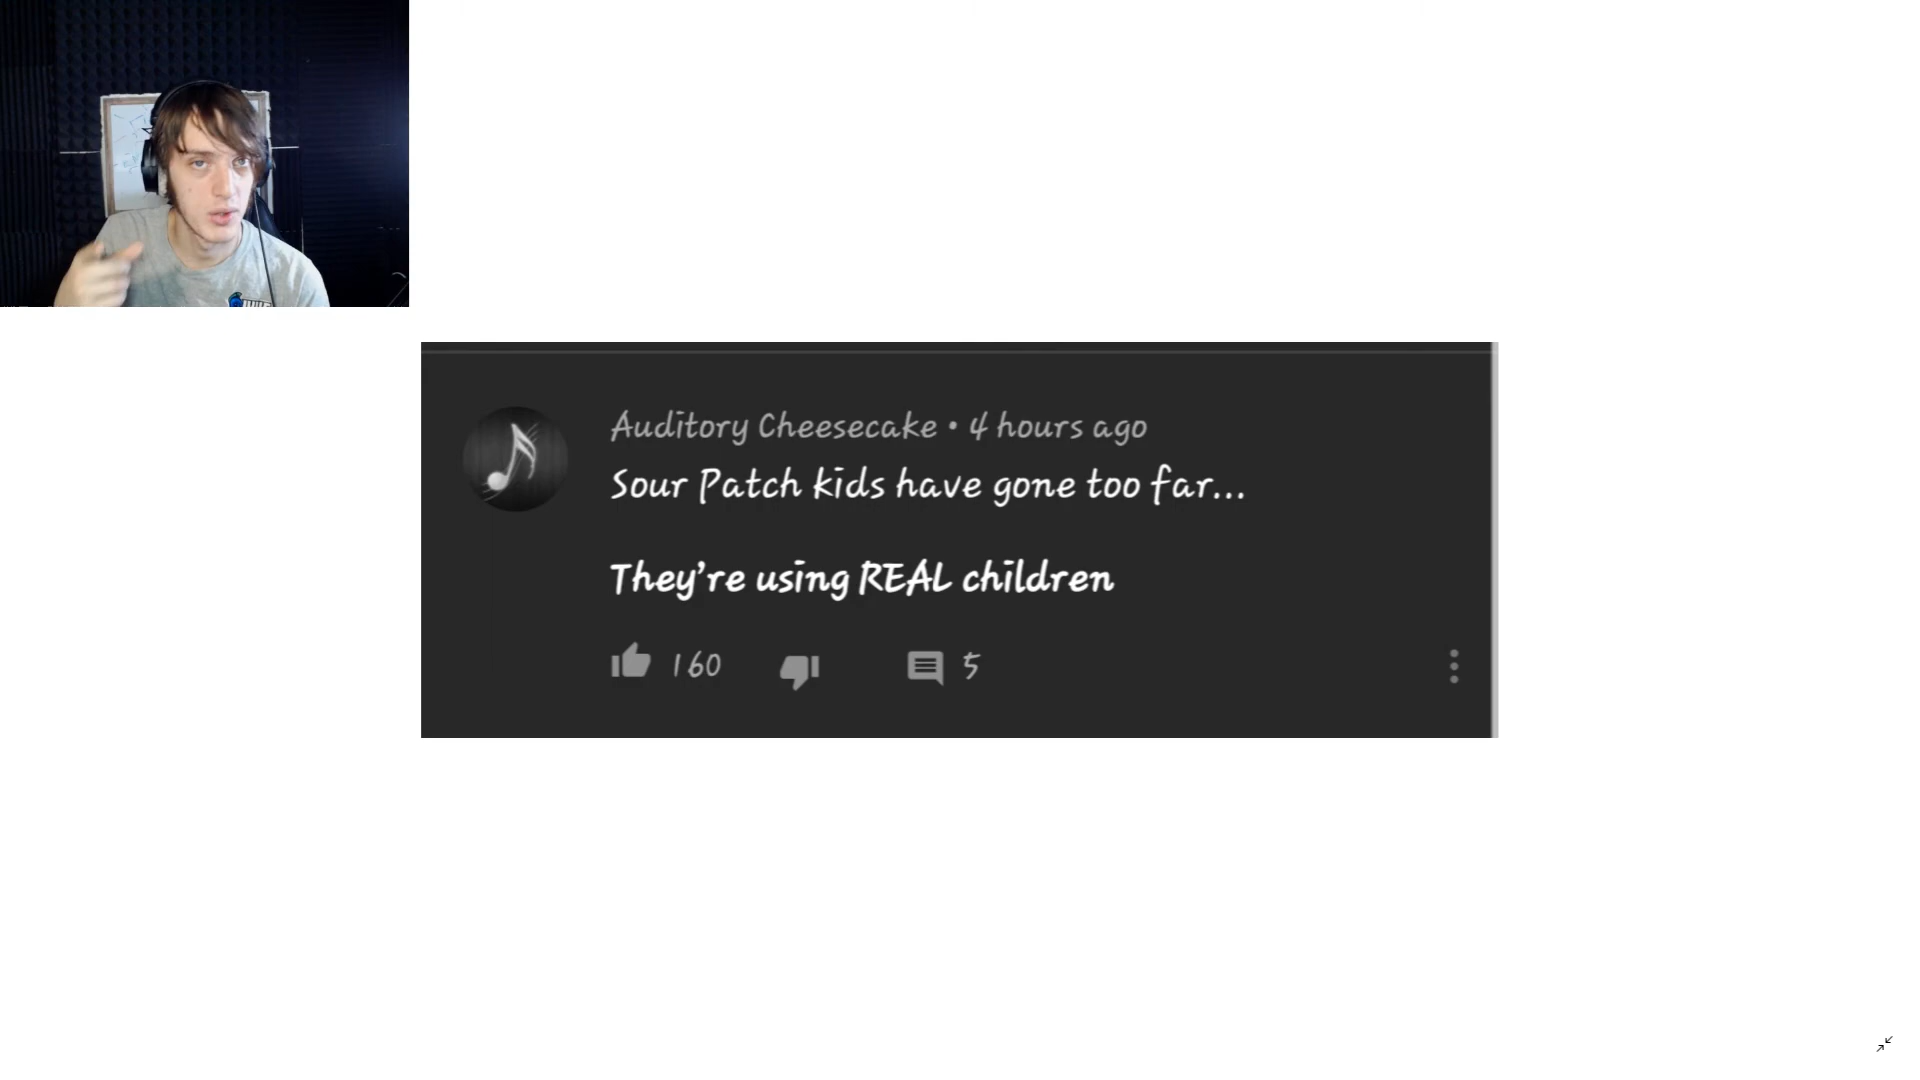 Auditory Cheesecake • 4 hours ago
Sour Patch kids have gone too far...
They're using REAL children
160 5